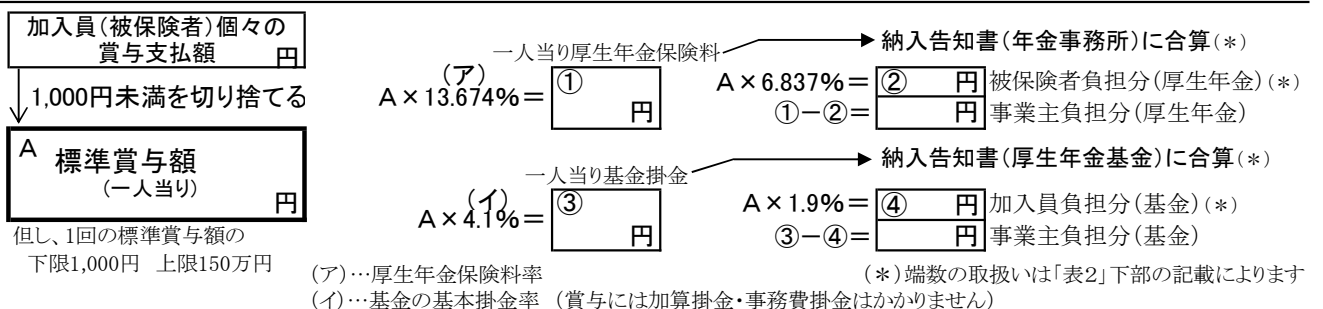 加入員(被保険者)個々の
賞与支払額 円
1,000円未満を切り捨てる
A 標準賞与額
(一人当り)
円
但し、1回の標準賞与額の
下限1,000円 上限150万円
一人当り厚生年金保険料
納入告知書(年金事務所)に合算(*)
(ア)
A×13.674%= ① 円
A×6.837%= ② 円 被保険者負担分(厚生年金)(*)
①-②= 円 事業主負担分(厚生年金)
一人当り基金掛金
納入告知書(厚生年金基金)に合算(*)
(イ)
A×4.1%= ③ 円
A×1.9%= ④ 円 加入員負担分(基金)(*)
③-④= 円 事業主負担分(基金)
(ア)…厚生年金保険料率
(*)端数の取扱いは「表2」下部の記載によります
(イ)…基金の基本掛金率 (賞与には加算掛金・事務費掛金はかかりません)